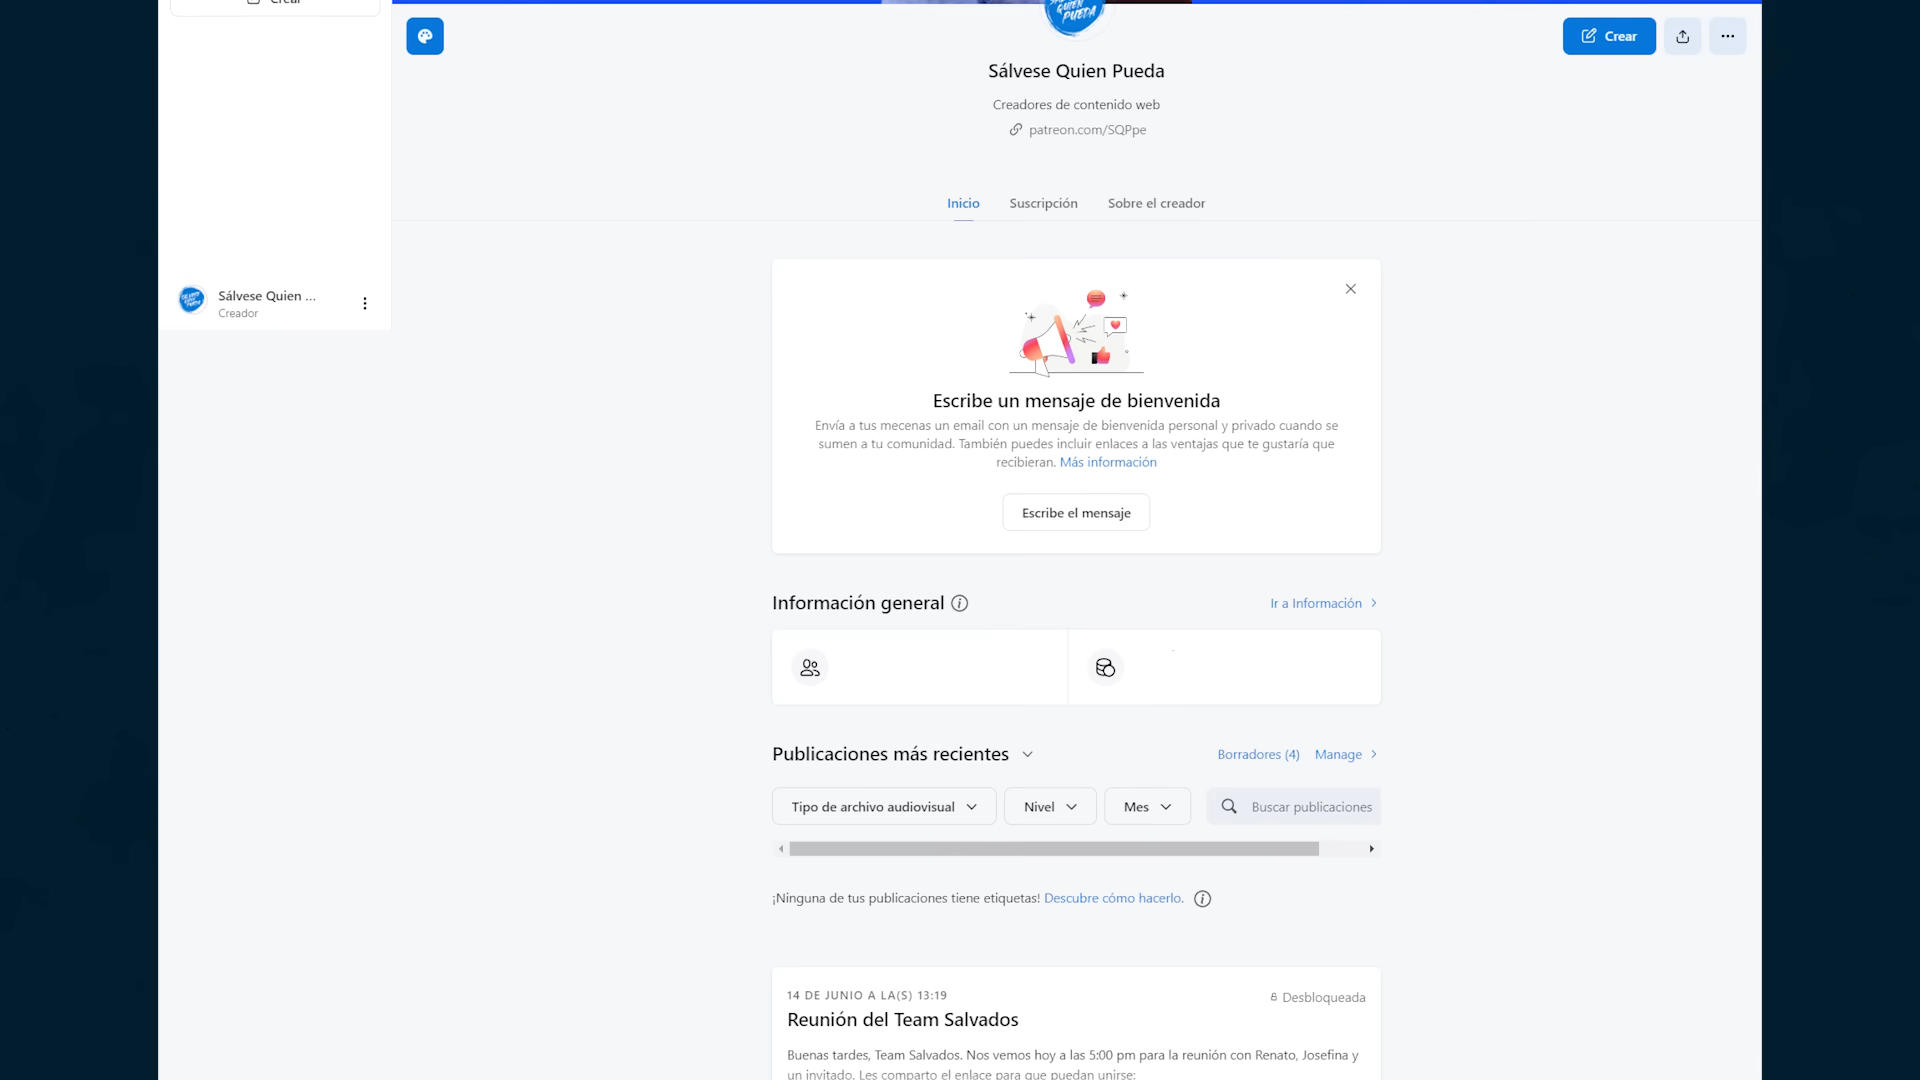 Crear
QUIEN
PUEDA
Crear
Sálvese Quien Pueda
Creadores de contenido web
patreon.com/SQPpe
Inicio
Suscripción
Sobre el creador
Sálvese Quien ...
Creador
Escribe un mensaje de bienvenida
Envía a tus mecenas un email con un mensaje de bienvenida personal y privado cuando se
sumen a tu comunidad. También puedes incluir enlaces a las ventajas que te gustaría que
recibieran. Más información
Escribe el mensaje
Información general
Ir a Información
Publicaciones más recientes
Borradores (4)
Manage
Tipo de archivo audiovisual
Nivel
Mes
Buscar publicaciones
¡Ninguna de tus publicaciones tiene etiquetas! Descubre cómo hacerlo.
14 DE JUNIO A LA(S) 13:19
Desbloqueada
Reunión del Team Salvados
Buenas tardes, Team Salvados. Nos vemos hoy a las 5:00 pm para la reunión con Renato, Josefina y
un invitado. Les comparto el enlace para que puedan unirse: